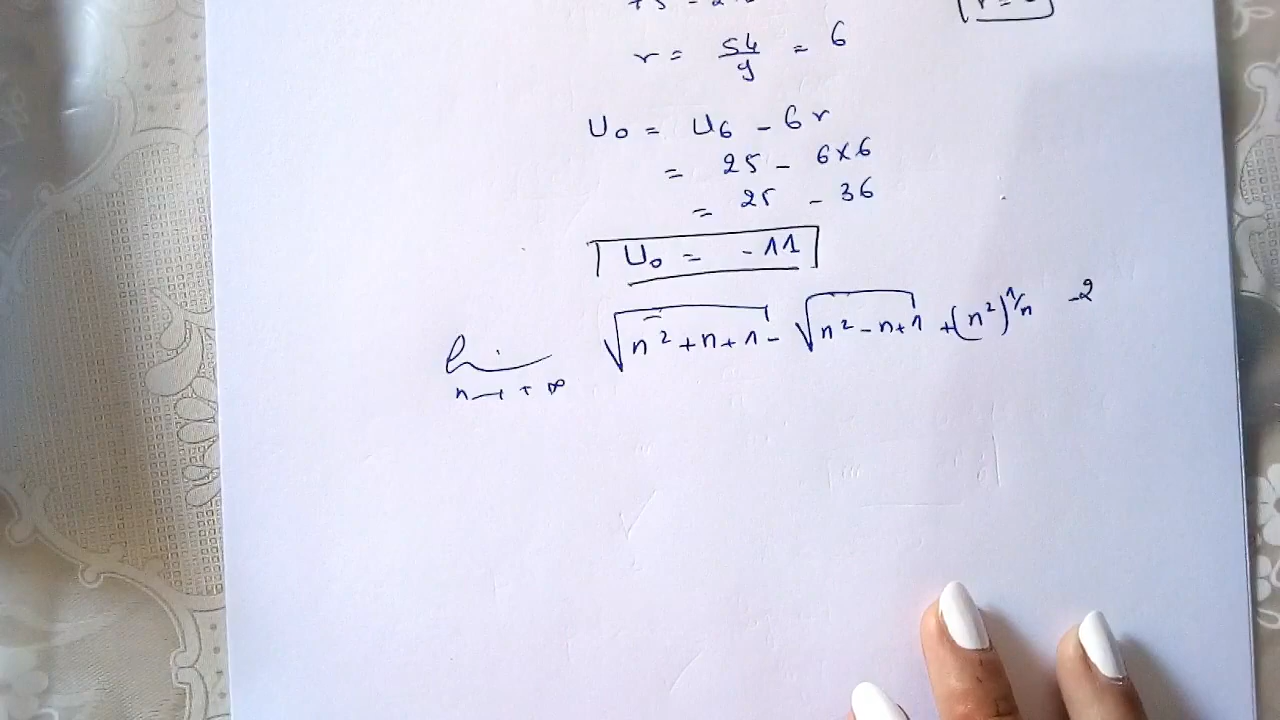 r = 54/9 = 6
U₀ = U₆ - 6r
= 25 - 6×6
= 25 - 36
U₀ = -11
lim n→+∞ √(n²+n+1) - √(n²-n+1) + (n²)^1/n -2